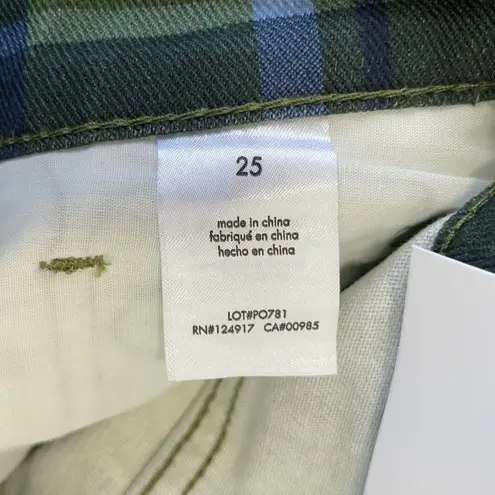 25
made in china
fabriqué en china
hecho en china
LOT#PO781
RN#124917 CA#00985